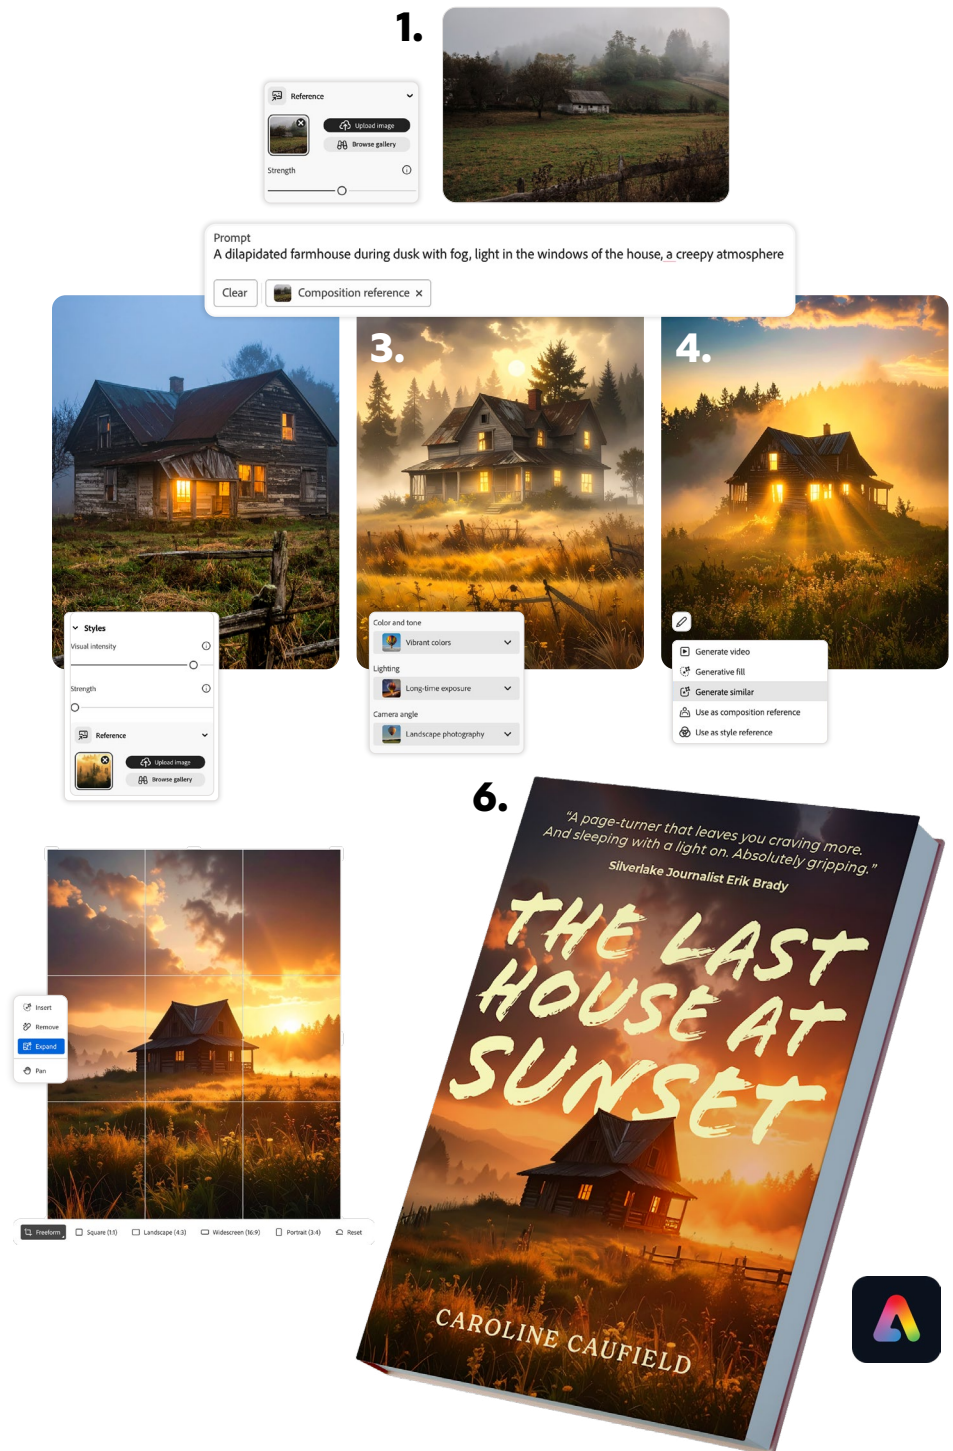 1.
Reference
Upload image
Browse gallery
Strength
Prompt
A dilapidated farmhouse during dusk with fog, light in the windows of the house, a creepy atmosphere
Clear
Composition reference
3.
4.
Styles
Visual intensity
Strength
Reference
Upload image
Browse gallery
Color and tone
Vibrant colors
Lighting
Long-time exposure
Camera angle
Landscape photography
Generate video
Generative fill
Generate similar
Use as composition reference
Use as style reference
Insert
Remove
Expand
Pan
Freeform
Square (1:1)
Landscape (4:3)
Widescreen (16:9)
Portrait (3:4)
Reset
6.
“A page-turner that leaves you craving more.
And sleeping with a light on. Absolutely gripping.”
Silverlake Journalist Erik Brady
THE LAST
HOUSE AT
SUNSET
CAROLINE CAUFIELD